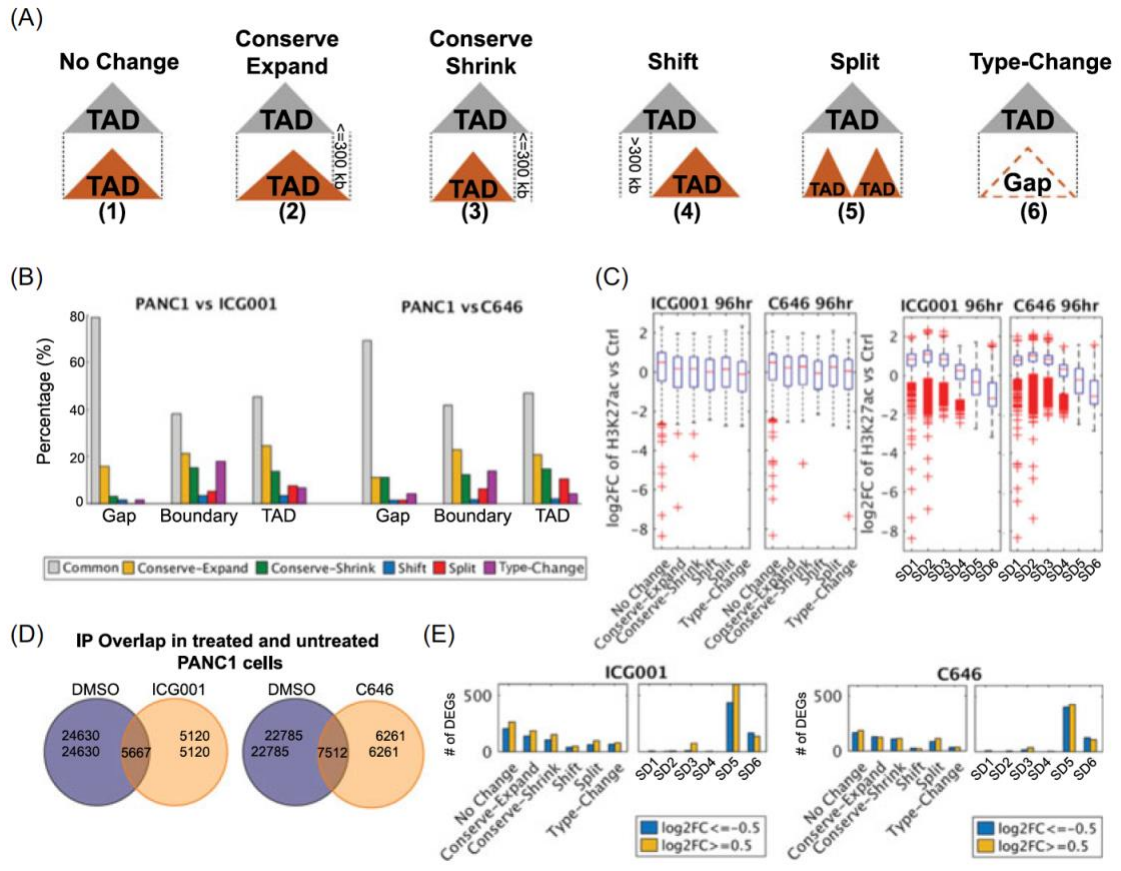 (A)
No Change
Conserve
Expand
Conserve
Shrink
Shift
Split
Type-Change
TAD
TAD
TAD
TAD
TAD
TAD
<=300 kb
<=300 kb
>300 kb
TAD
TAD
TAD
TAD
TAD TAD
Gap
(1)
(2)
(3)
(4)
(5)
(6)
(B)
PANC1 vs ICG001
PANC1 vs C646
Percentage (%)
80
60
40
20
0
Gap
Boundary
TAD
Gap
Boundary
TAD
Common
Conserve-Expand
Conserve-Shrink
Shift
Split
Type-Change
(C)
ICG001 96hr
C646 96hr
log2FC of H3K27ac vs Ctrl
2
0
-2
-4
-6
-8
No Change
Conserve-Expand
Conserve-Shrink
Shift
Split
Type-Change
No Change
Conserve-Expand
Conserve-Shrink
Shift
Split
Type-Change
ICG001 96hr
C646 96hr
log2FC of H3K27ac vs Ctrl
2
0
-2
-4
-6
-8
SD1
SD2
SD3
SD4
SD5
SD6
SD1
SD2
SD3
SD4
SD5
SD6
(D)
IP Overlap in treated and untreated
PANC1 cells
DMSO
ICG001
24630
24630
5667
5120
5120
DMSO
C646
22785
22785
7512
6261
6261
(E)
ICG001
# of DEGs
500
0
No Change
Conserve-Expand
Conserve-Shrink
Shift
Split
Type-Change
500
0
SD1
SD2
SD3
SD4
SD5
SD6
log2FC<=-0.5
log2FC>=0.5
C646
# of DEGs
500
0
No Change
Conserve-Expand
Conserve-Shrink
Shift
Split
Type-Change
500
0
SD1
SD2
SD3
SD4
SD5
SD6
log2FC<=-0.5
log2FC>=0.5